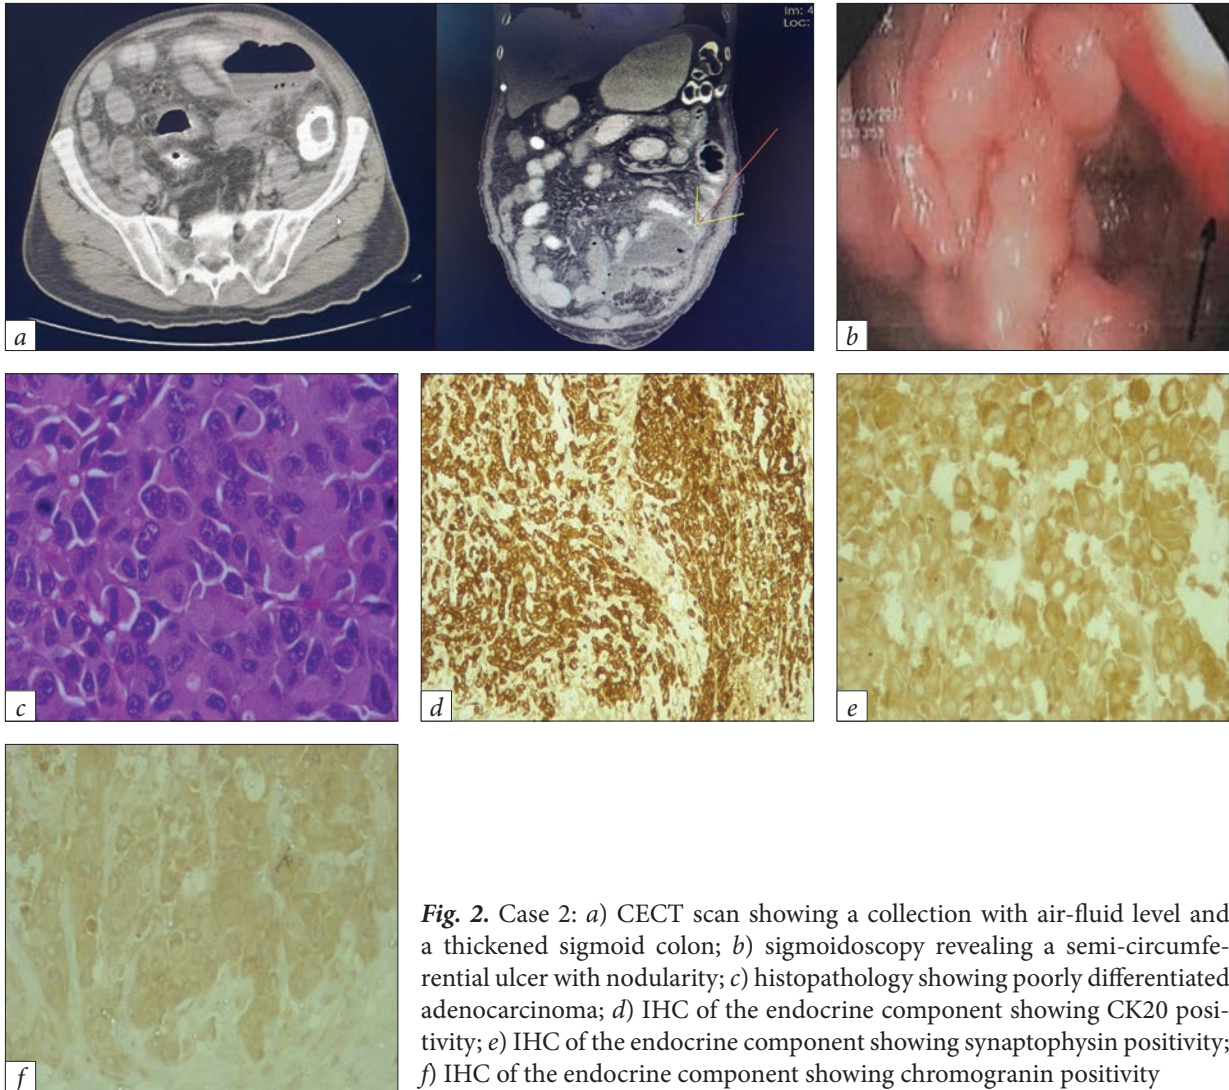 Im: 4
Loc:
a
b
c
d
e
f
Fig. 2. Case 2: a) CECT scan showing a collection with air-fluid level and
a thickened sigmoid colon; b) sigmoidoscopy revealing a semi-circumfe-
rential ulcer with nodularity; c) histopathology showing poorly differentiated
adenocarcinoma; d) IHC of the endocrine component showing CK20 posi-
tivity; e) IHC of the endocrine component showing synaptophysin positivity;
f) IHC of the endocrine component showing chromogranin positivity